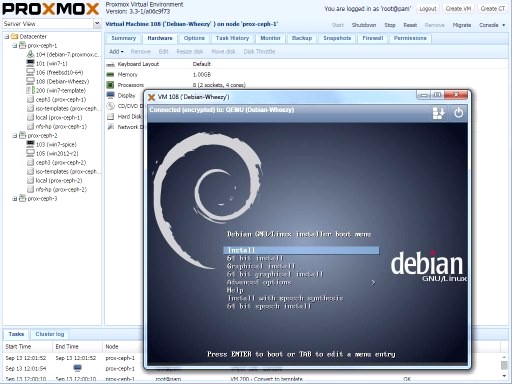 PROXMOX
Proxmox Virtual Environment
Version: 3.3-1/a06c9f73
You are logged in as 'root@pam'
Logout
Create VM
Create CT
Server View
Virtual Machine 108 ('Debian-Wheezy') on node 'prox-ceph-1'
Start
Shutdown
Stop
Reset
Remove
Migrate
Console
Summary
Hardware
Options
Task History
Monitor
Backup
Snapshots
Firewall
Permissions
Add
Remove
Edit
Resize disk
Move disk
Disk Throttle
Datacenter
prox-ceph-1
104 (debian-7-proxmox.c
101 (win7-1)
106 (freebsd10-64)
108 (Debian-Wheezy)
200 (win7-template)
ceph3 (prox-ceph-1)
iso-templates (prox-ceph-1)
local (prox-ceph-1)
nfs-hp (prox-ceph-1)
prox-ceph-2
103 (win7-spice)
105 (win2012-r2)
ceph3 (prox-ceph-2)
iso-templates (prox-ceph-2)
local (prox-ceph-2)
nfs-hp (prox-ceph-2)
prox-ceph-3
Keyboard Layout
Default
Memory
1.00GB
Processors
8 (2 sockets, 4 cores)
Display
CD/DVD D
Hard Disk
Network D
VM 108 ('Debian-Wheezy')
Connected (encrypted) to: QEMU (Debian-Wheezy)
Debian GNU/Linux installer boot menu
Install
64 bit install
Graphical install
64 bit graphical install
Advanced options >
Help
Install with speech synthesis
64 bit speech install
debian
GNU/Linux
Press ENTER to boot or TAB to edit a menu entry
Tasks
Cluster log
Start Time
End Time
Node
Sep 13 12:01:52
Sep 13 12:01:52
prox-ceph-1
Sep 13 12:01:54
prox-ceph-1
Sep 13 12:00:10
Sep 13 12:00:10
prox-ceph-1
root@pam
VM 200 - Convert to template
OK